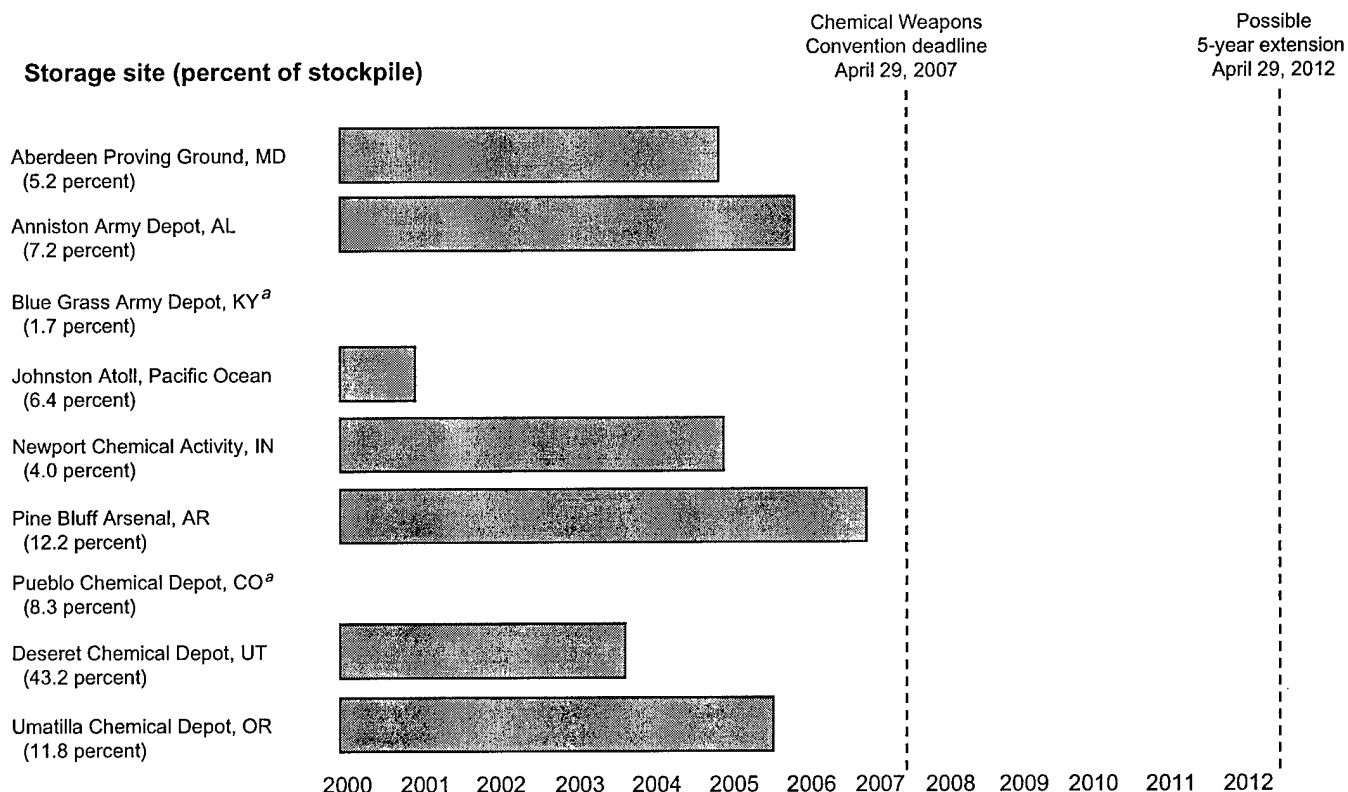 Chemical Weapons
Convention deadline
April 29, 2007
Possible
5-year extension
April 29, 2012
Storage site (percent of stockpile)
Aberdeen Proving Ground, MD
(5.2 percent)
Anniston Army Depot, AL
(7.2 percent)
Blue Grass Army Depot, KYa
(1.7 percent)
Johnston Atoll, Pacific Ocean
(6.4 percent)
Newport Chemical Activity, IN
(4.0 percent)
Pine Bluff Arsenal, AR
(12.2 percent)
Pueblo Chemical Depot, COa
(8.3 percent)
Deseret Chemical Depot, UT
(43.2 percent)
Umatilla Chemical Depot, OR
(11.8 percent)
2000 2001 2002 2003 2004 2005 2006 2007 2008 2009 2010 2011 2012